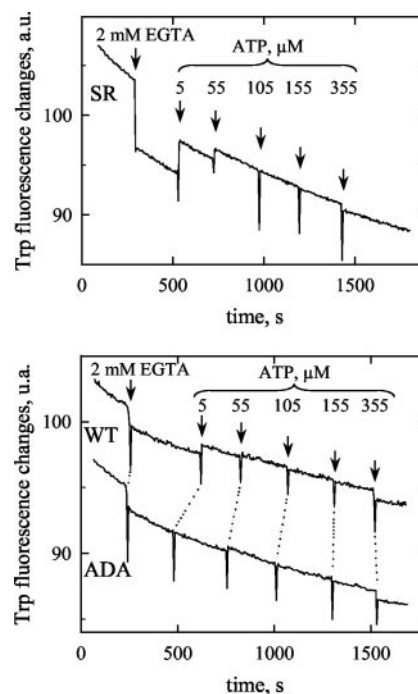 2 mM EGTA
ATP, µM
5 55 105 155 355
SR
100
90
Trp fluorescence changes, a.u.
0 500 1000 1500
time, s
2 mM EGTA
ATP, µM
5 55 105 155 355
100
WT
90
ADA
Trp fluorescence changes, u.a.
0 500 1000 1500
time, s